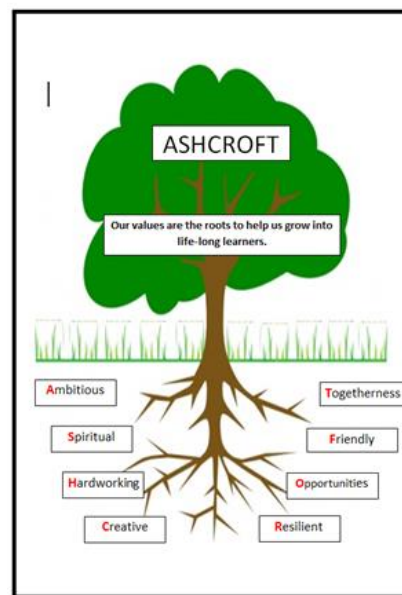 ASHCROFT
Our values are the roots to help us grow into
life-long learners.
Ambitious
Spiritual
Hardworking
Creative
Resilient
Opportunities
Friendly
Togetherness